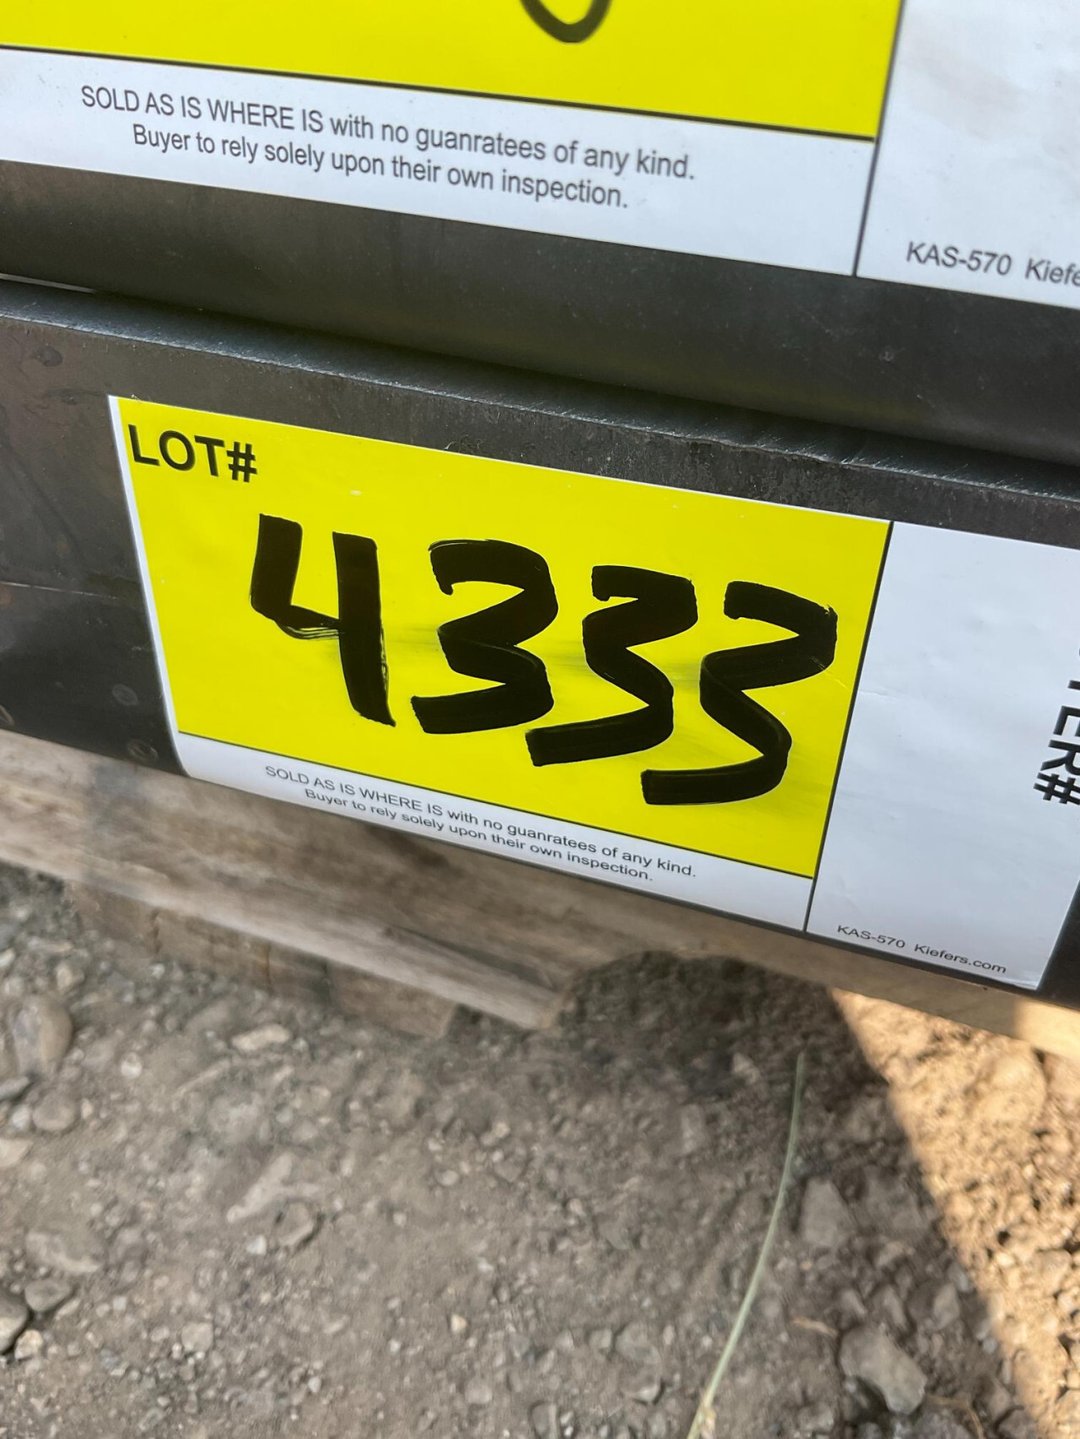 SOLD AS IS WHERE IS with no guanratees of any kind.
Buyer to rely solely upon their own inspection.
KAS-570
LOT#
4333
SOLD AS IS WHERE IS with no guanratees of any kind.
Buyer to rely solely upon their own inspection.
KAS-570 Kiefers.com